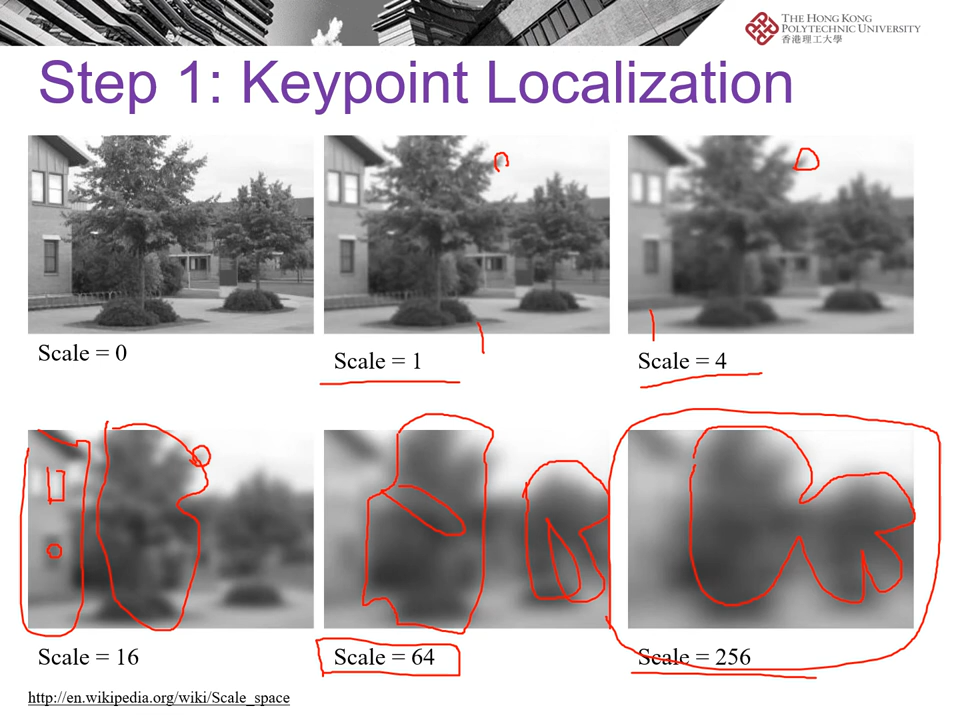 THE HONG KONG
POLYTECHNIC UNIVERSITY
香港理工大學
Step 1: Keypoint Localization
Scale = 0
Scale = 1
Scale = 4
Scale = 16
Scale = 64
Scale = 256
http://en.wikipedia.org/wiki/Scale_space